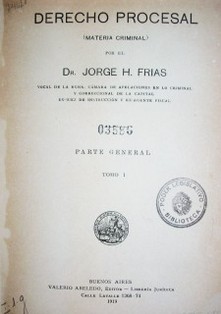 DERECHO PROCESAL
(MATERIA CRIMINAL)
POR EL
DR. JORGE H. FRIAS
VOCAL DE LA EXMA. CÁMARA DE APELACIONES EN LO CRIMINAL
Y CORRECCIONAL DE LA CAPITAL,
EX-JUEZ DE INSTRUCCIÓN Y EX-AGENTE FISCAL
03586
PARTE GENERAL
TOMO I
PODER LEGISLATIVO
BIBLIOTECA
BUENOS AIRES
VALERIO ABELEDO, EDITOR — LIBRERÍA JURÍDICA
CALLE LAVALLE